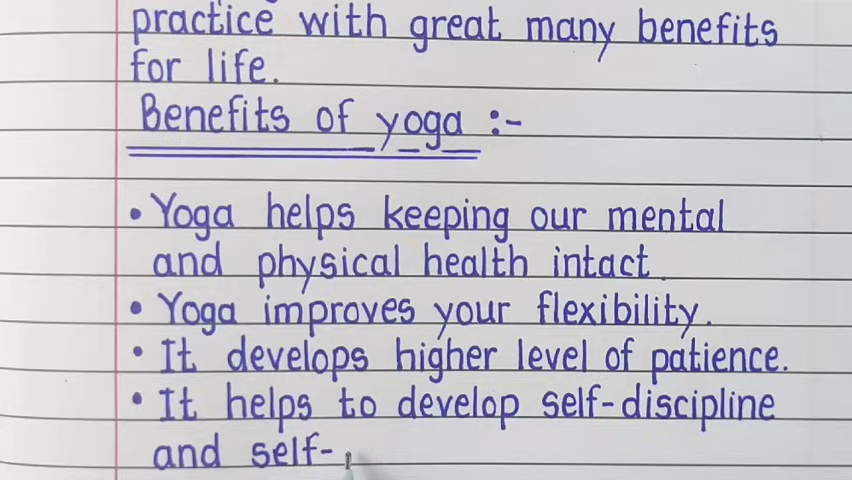 practice with great many benefits
for life.
Benefits of yoga :-
• Yoga helps keeping our mental
and physical health intact.
• Yoga improves your flexibility.
• It develops higher level of patience.
• It helps to develop self-discipline
and self-